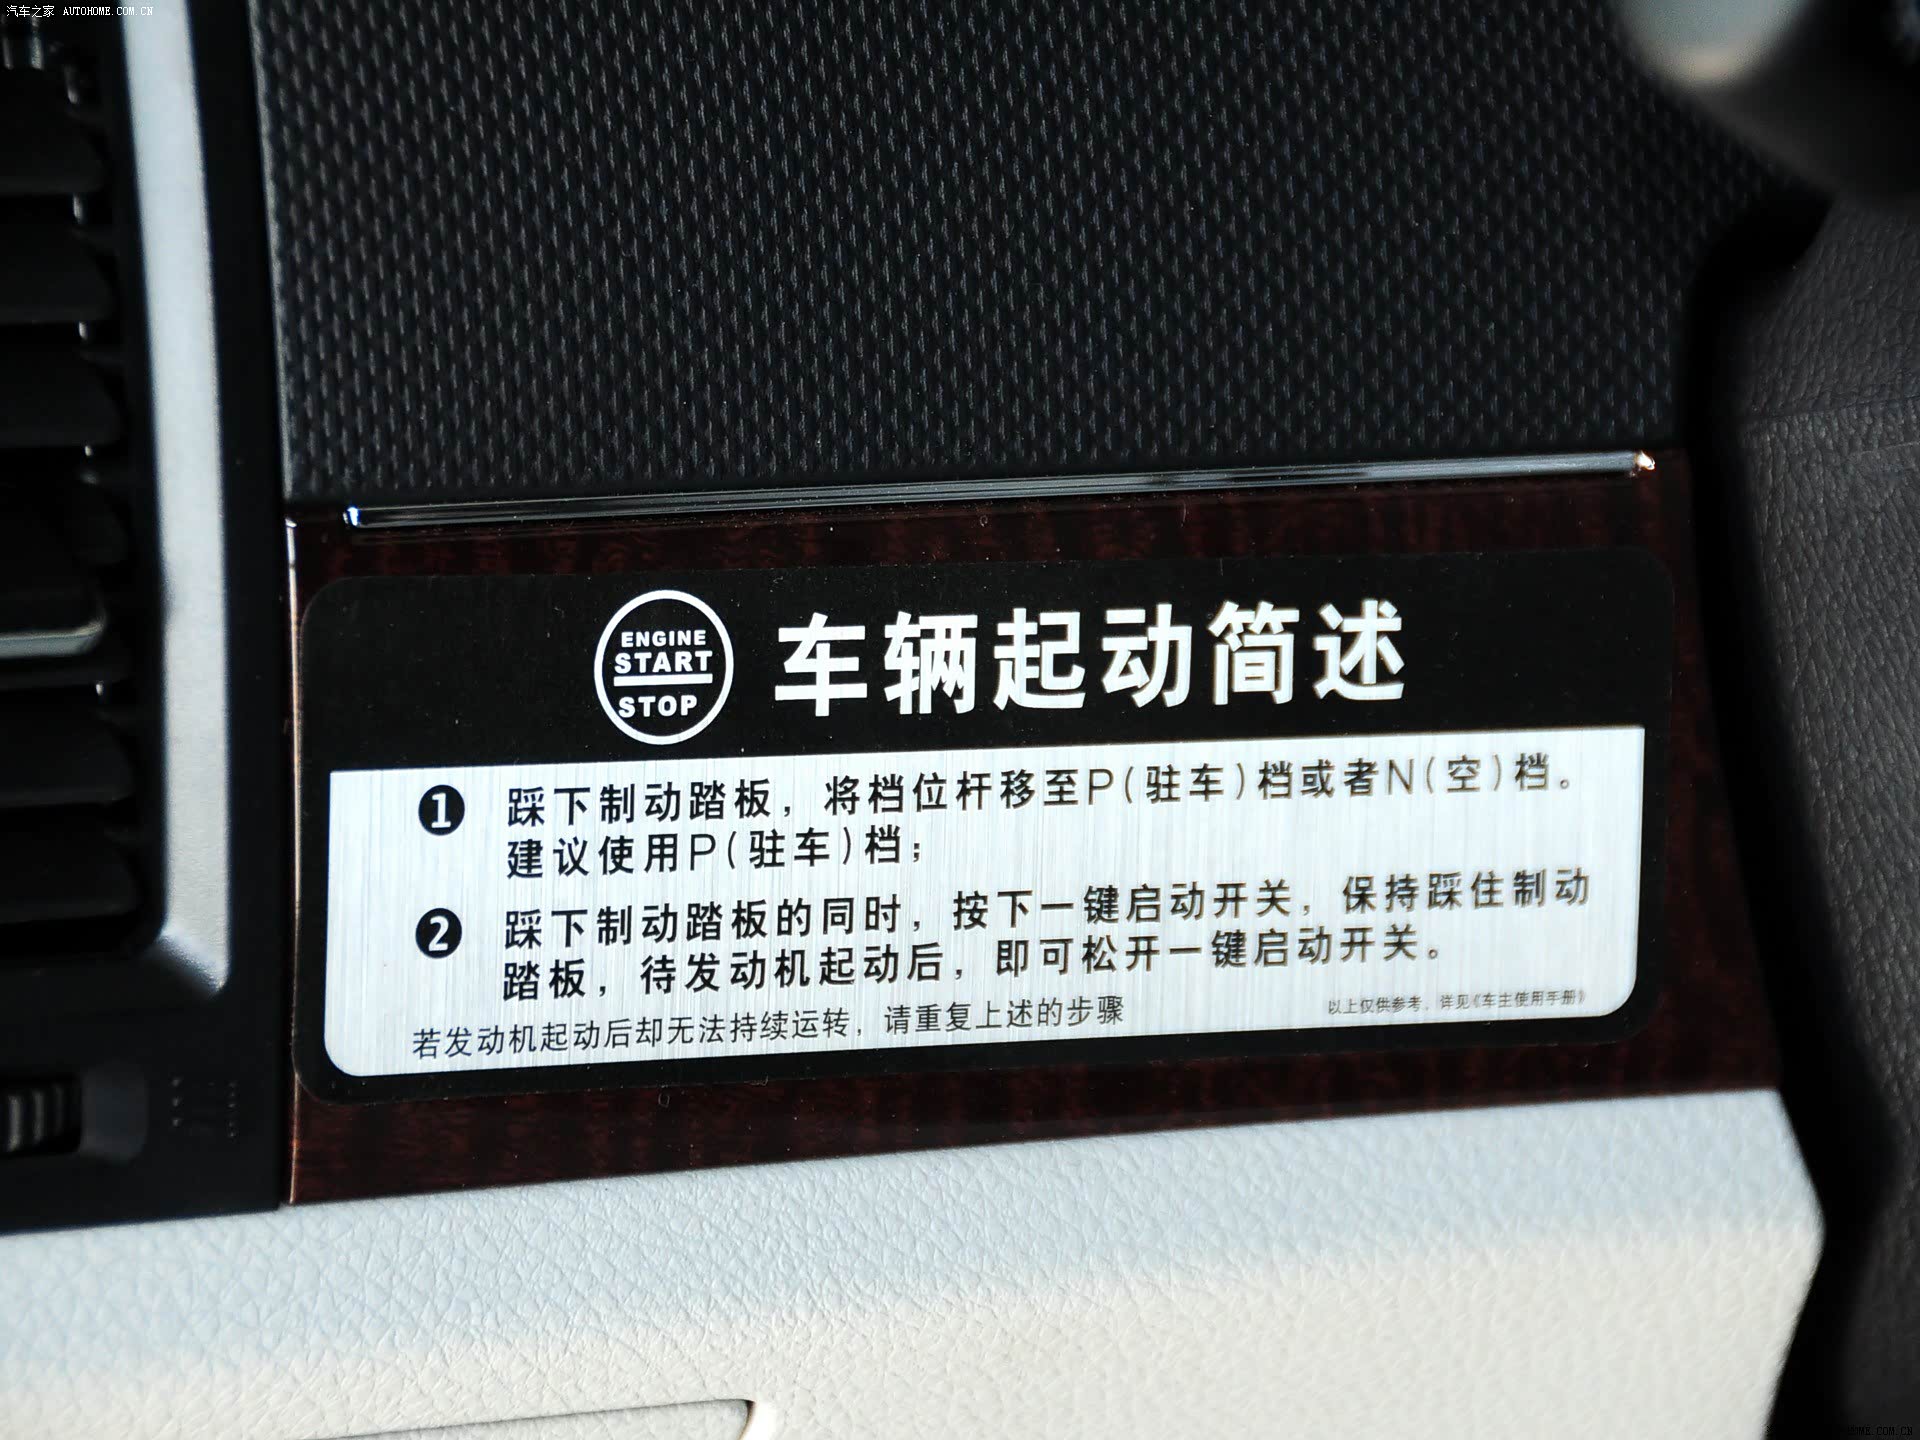 汽车之家 AUTOHOME.COM.CN
ENGINE
START
STOP
车辆起动简述
❶ 踩下制动踏板，将档位杆移至P(驻车)档或者N(空)档。
建议使用P(驻车)档；
❷ 踩下制动踏板的同时，按下一键启动开关，保持踩住制动
踏板，待发动机起动后，即可松开一键启动开关。
若发动机起动后却无法持续运转，请重复上述的步骤
以上仅供参考，详见《车主使用手册》